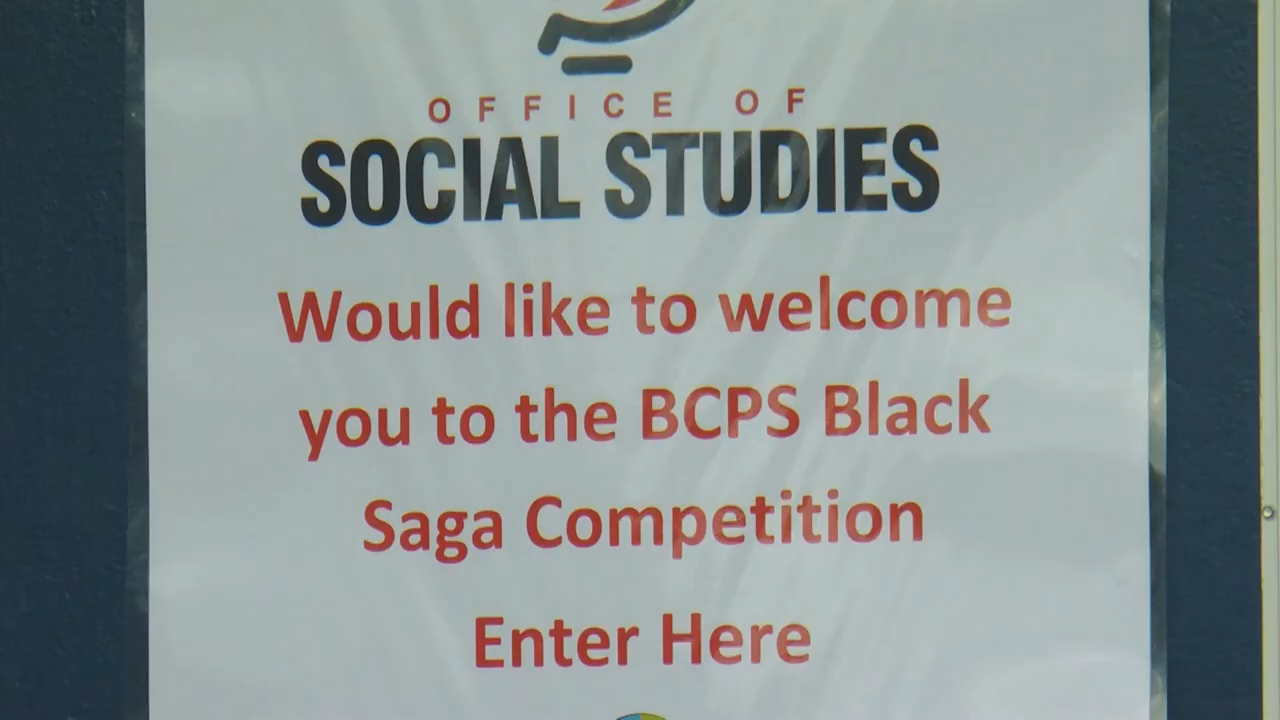 OFFICE OF
SOCIAL STUDIES
Would like to welcome
you to the BCPS Black
Saga Competition
Enter Here